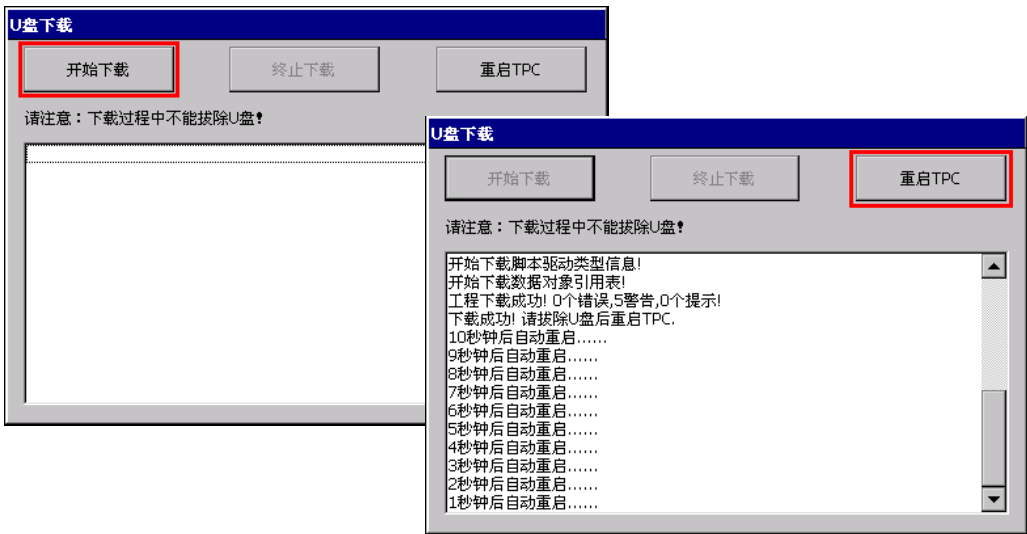 U盘下载
开始下载
终止下载
重启TPC
请注意：下载过程中不能拔除U盘！
U盘下载
开始下载
终止下载
重启TPC
请注意：下载过程中不能拔除U盘！
开始下载脚本驱动类型信息!
开始下载数据对象引用表!
工程下载成功! 0个错误,5警告,0个提示!
下载成功! 请拔除U盘后重启TPC.
10秒钟后自动重启......
9秒钟后自动重启......
8秒钟后自动重启......
7秒钟后自动重启......
6秒钟后自动重启......
5秒钟后自动重启......
4秒钟后自动重启......
3秒钟后自动重启......
2秒钟后自动重启......
1秒钟后自动重启......